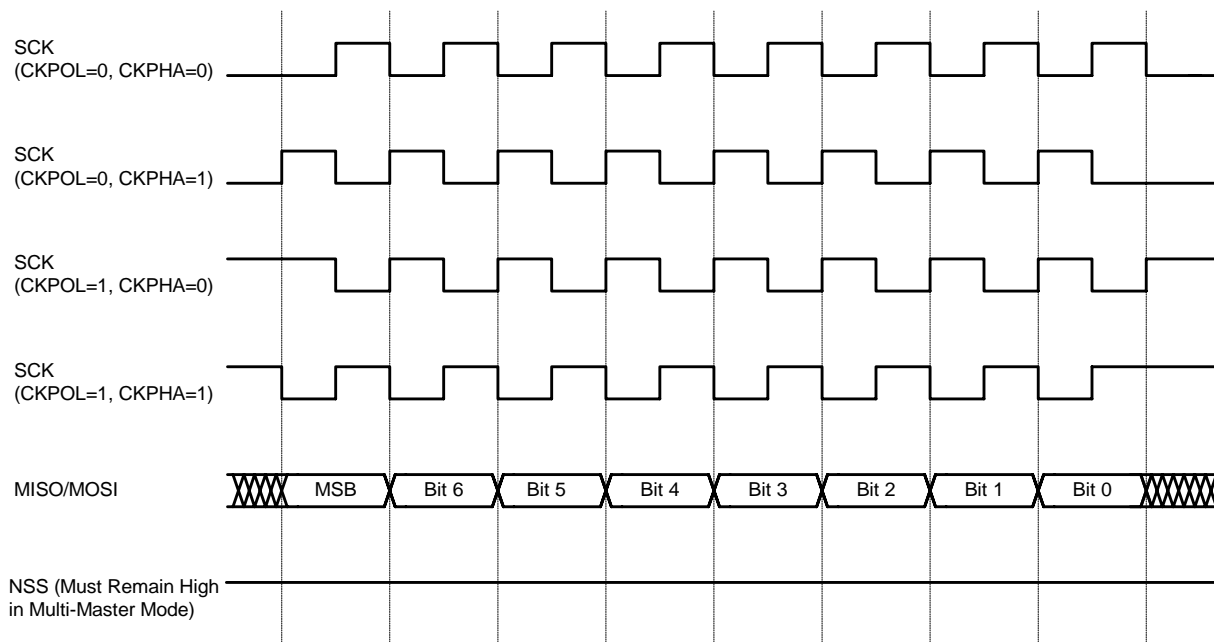 SCK
(CKPOL=0, CKPHA=0)
SCK
(CKPOL=0, CKPHA=1)
SCK
(CKPOL=1, CKPHA=0)
SCK
(CKPOL=1, CKPHA=1)
MISO/MOSI MSB Bit 6 Bit 5 Bit 4 Bit 3 Bit 2 Bit 1 Bit 0
NSS (Must Remain High
in Multi-Master Mode)